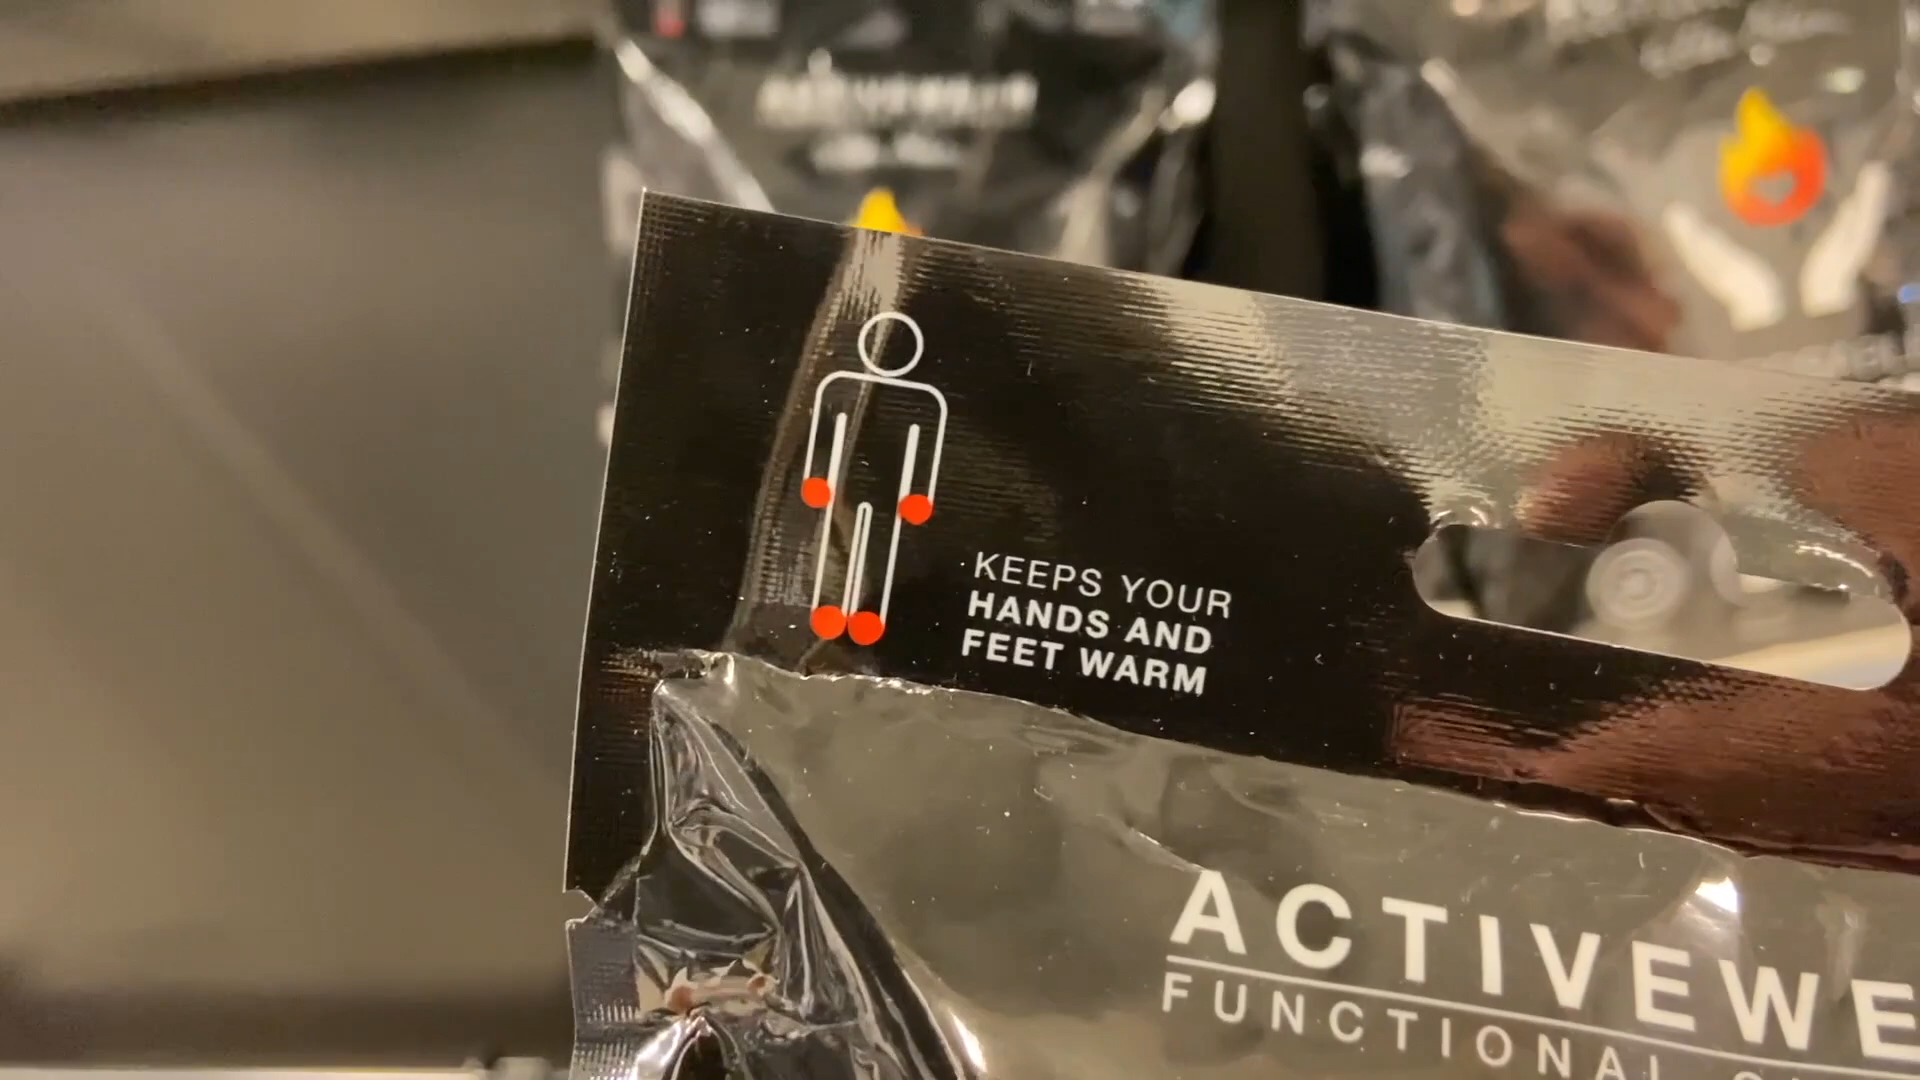 KEEPS YOUR
HANDS AND
FEET WARM
ACTIVEWE
FUNCTIONAL